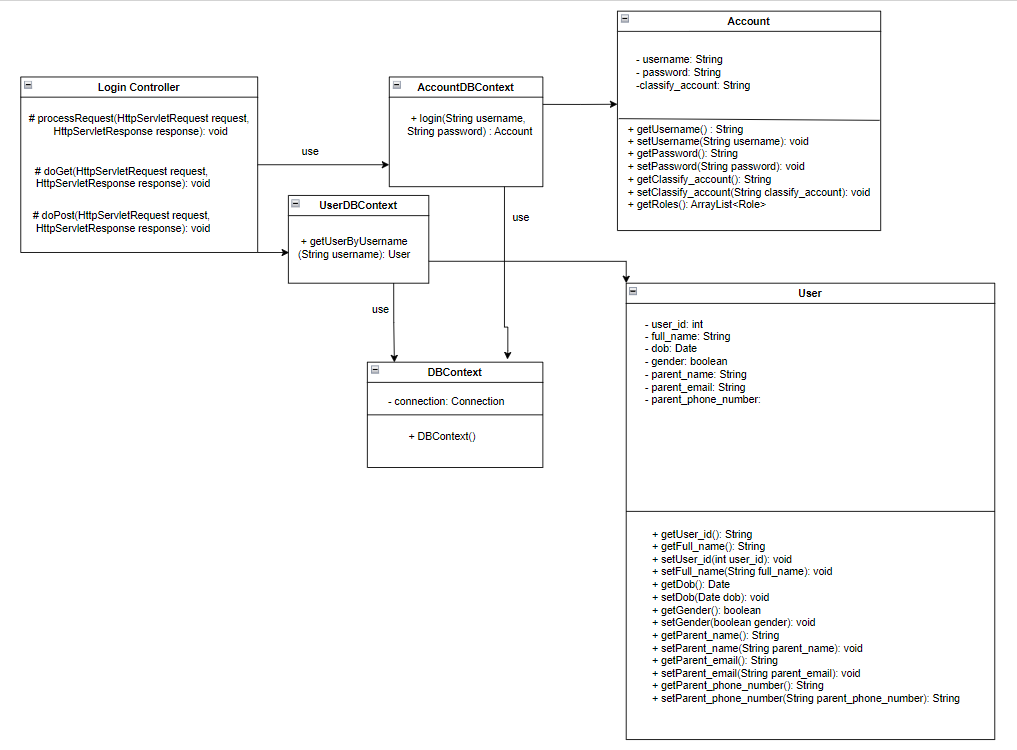 Account
- username: String
- password: String
-classify_account: String
+ getUsername() : String
+ setUsername(String username): void
+ getPassword(): String
+ setPassword(String password): void
+ getClassify_account(): String
+ setClassify_account(String classify_account): void
+ getRoles(): ArrayList<Role>
Login Controller
# processRequest(HttpServletRequest request,
HttpServletResponse response): void
# doGet(HttpServletRequest request,
HttpServletResponse response): void
# doPost(HttpServletRequest request,
HttpServletResponse response): void
use
AccountDBContext
+ login(String username,
String password) : Account
use
UserDBContext
+ getUserByUsername
(String username): User
use
DBContext
- connection: Connection
+ DBContext()
User
- user_id: int
- full_name: String
- dob: Date
- gender: boolean
- parent_name: String
- parent_email: String
- parent_phone_number:
+ getUser_id(): String
+ getFull_name(): String
+ setUser_id(int user_id): void
+ setFull_name(String full_name): void
+ getDob(): Date
+ setDob(Date dob): void
+ getGender(): boolean
+ setGender(boolean gender): void
+ getParent_name(): String
+ setParent_name(String parent_name): void
+ getParent_email(): String
+ setParent_email(String parent_email): void
+ getParent_phone_number(): String
+ setParent_phone_number(String parent_phone_number): String